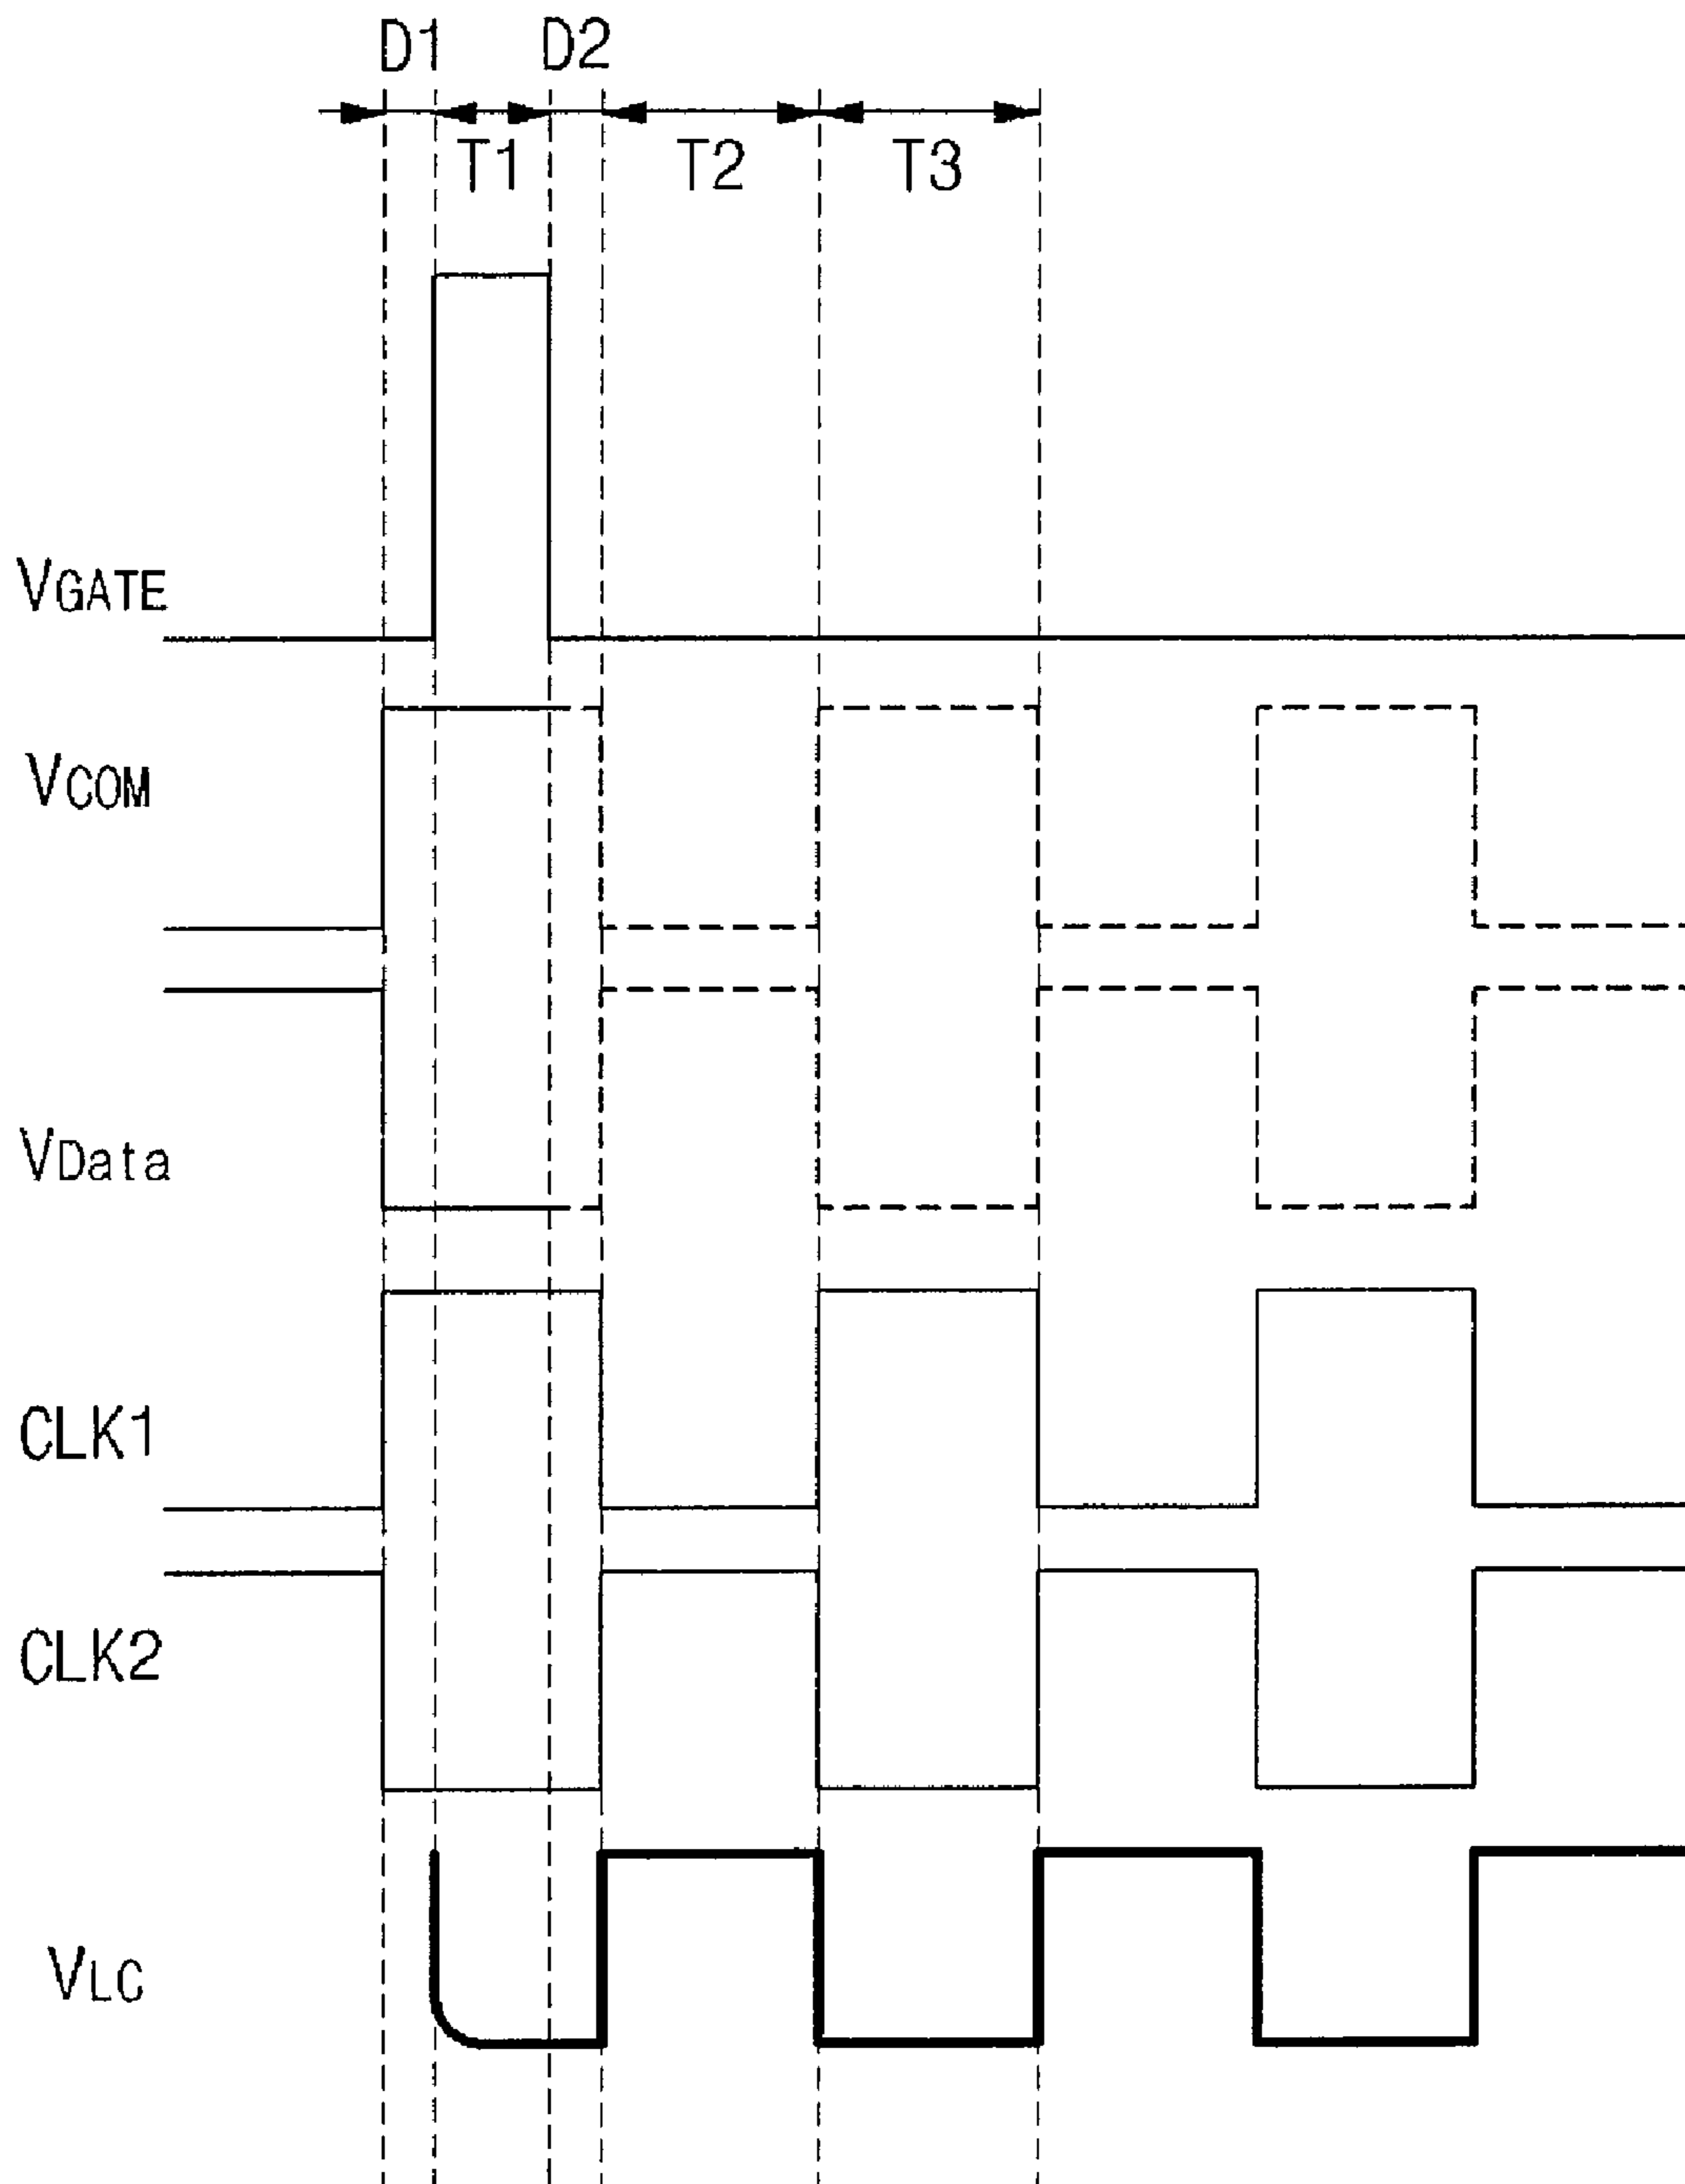 D1 D2
T1 T2 T3
VGATE
VCOM
VData
CLK1
CLK2
VLC